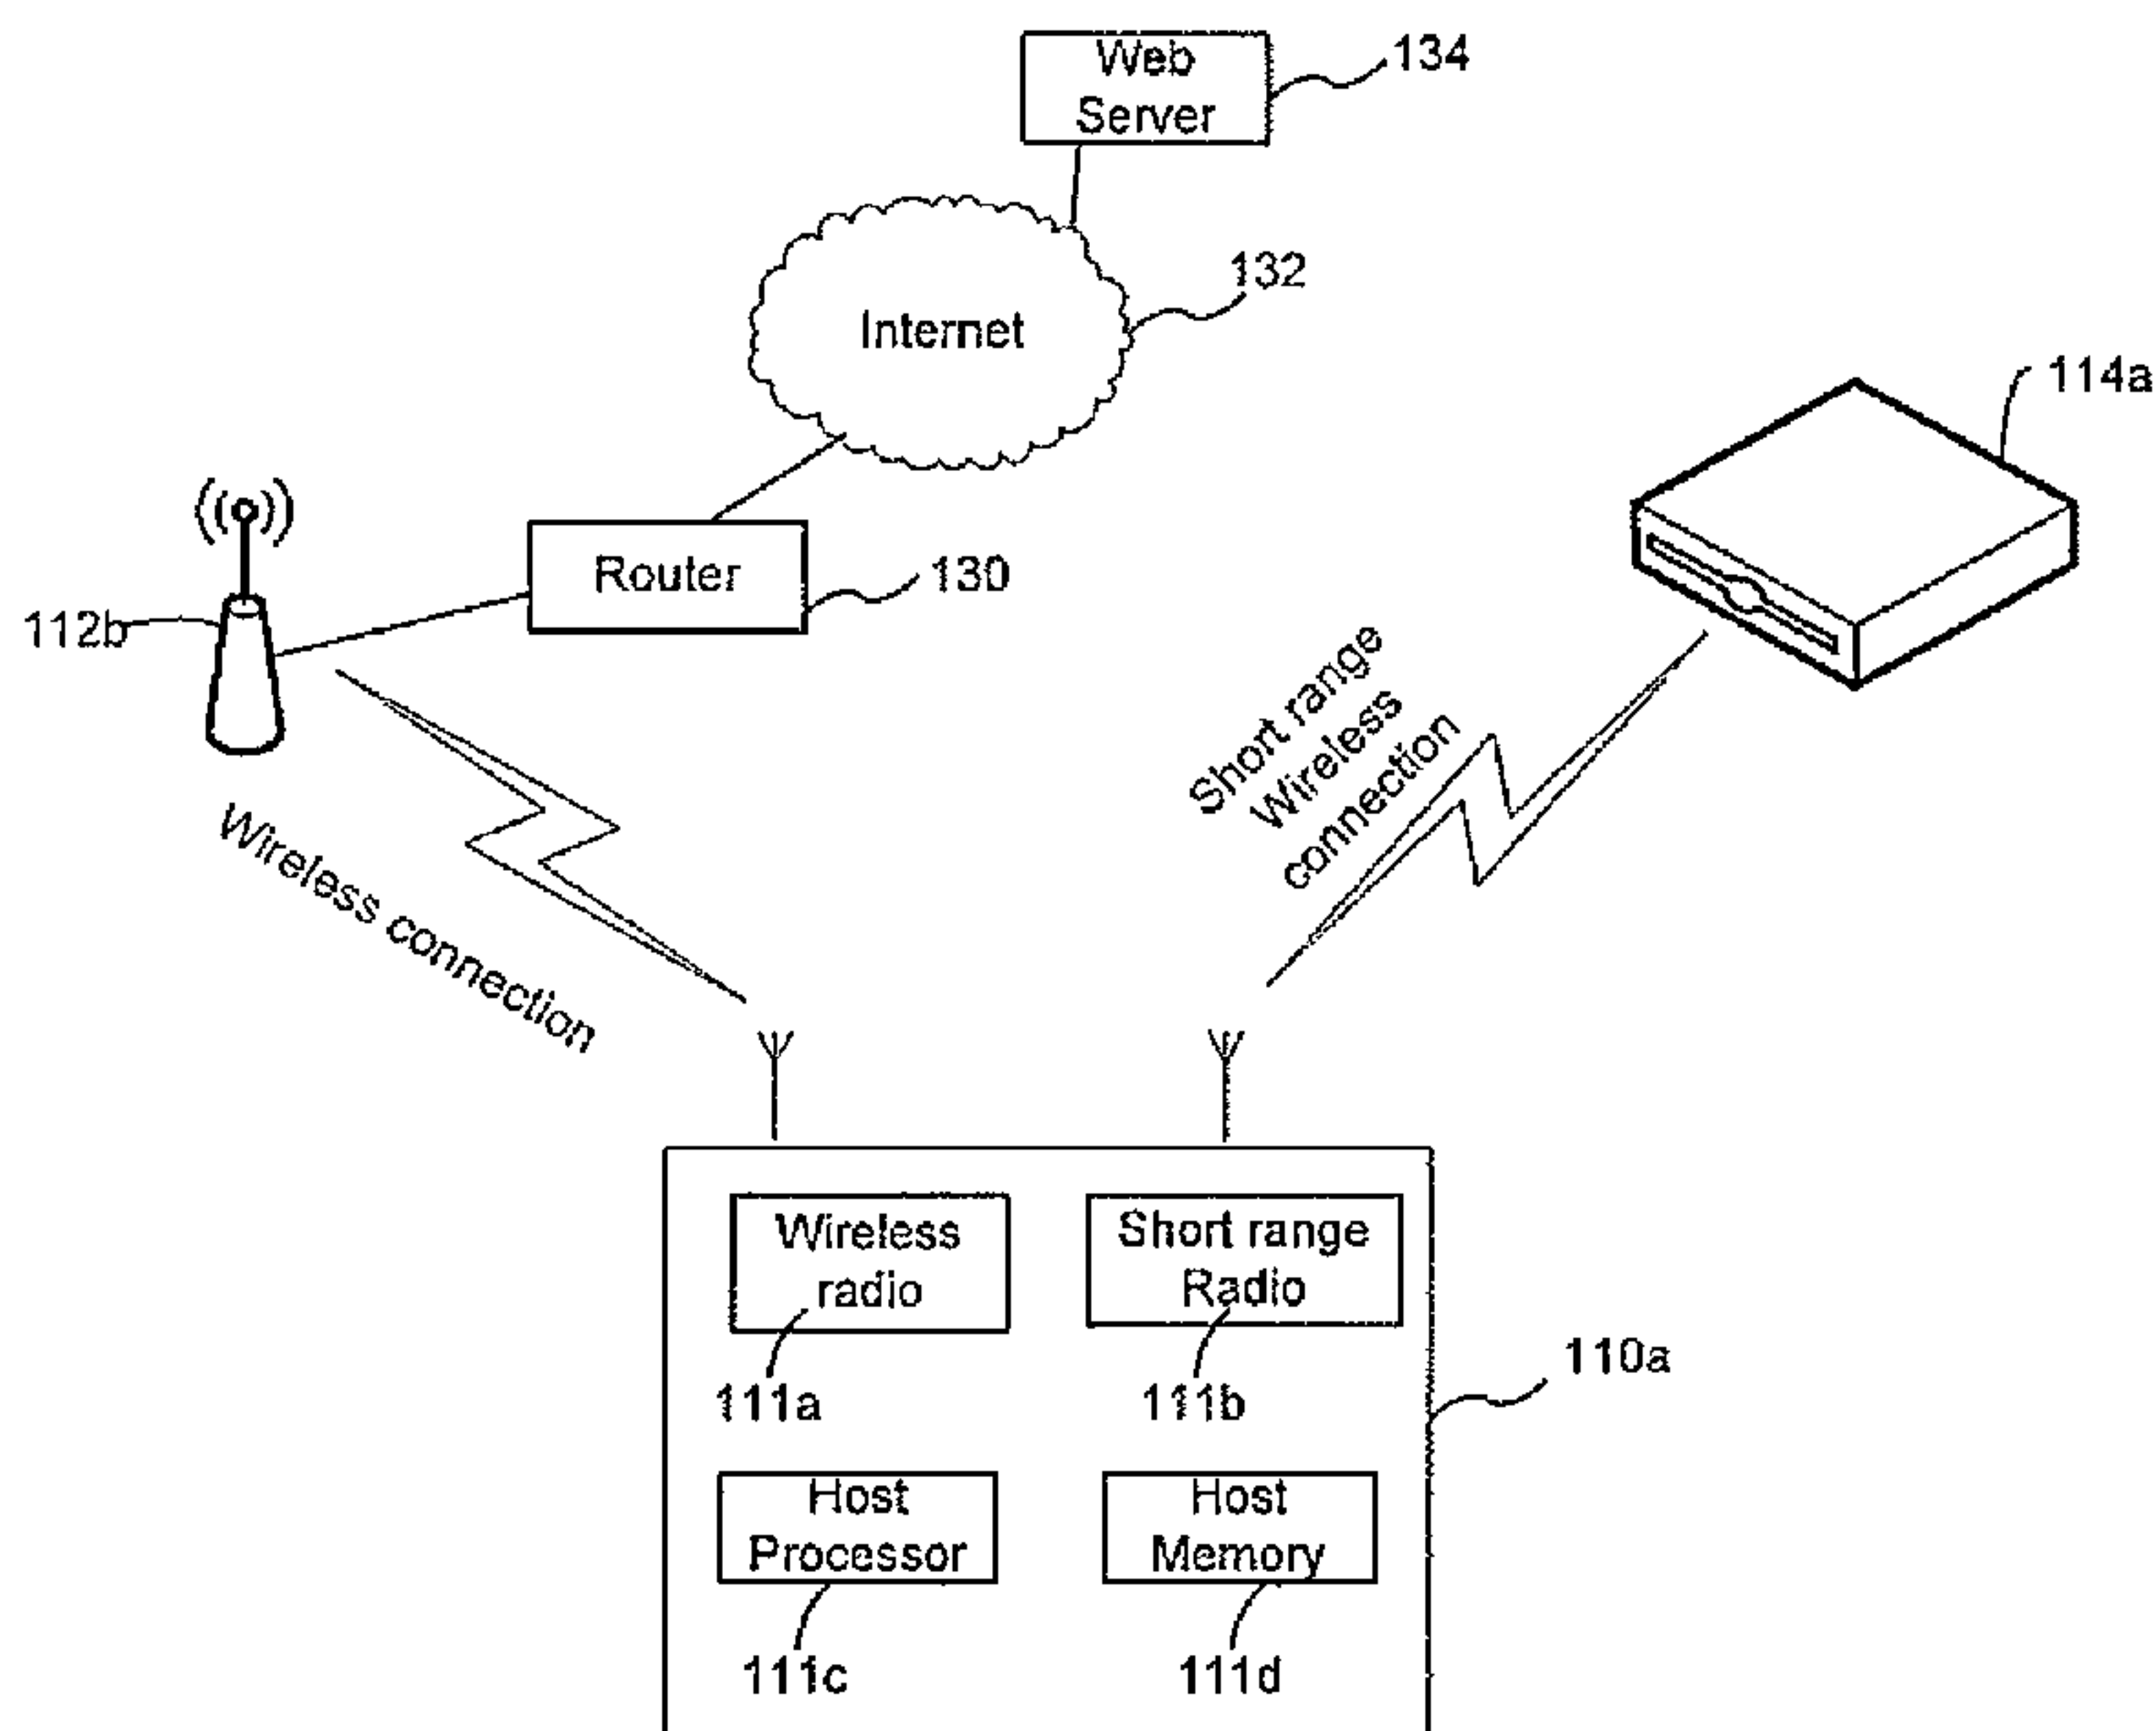 Web
Server
134
132
Internet
114a
Router
130
112b
Short range
Wireless
connection
Wireless connection
Wireless
radio
Short range
Radio
110a
111a
111b
Host
Processor
Host
Memory
111c
111d